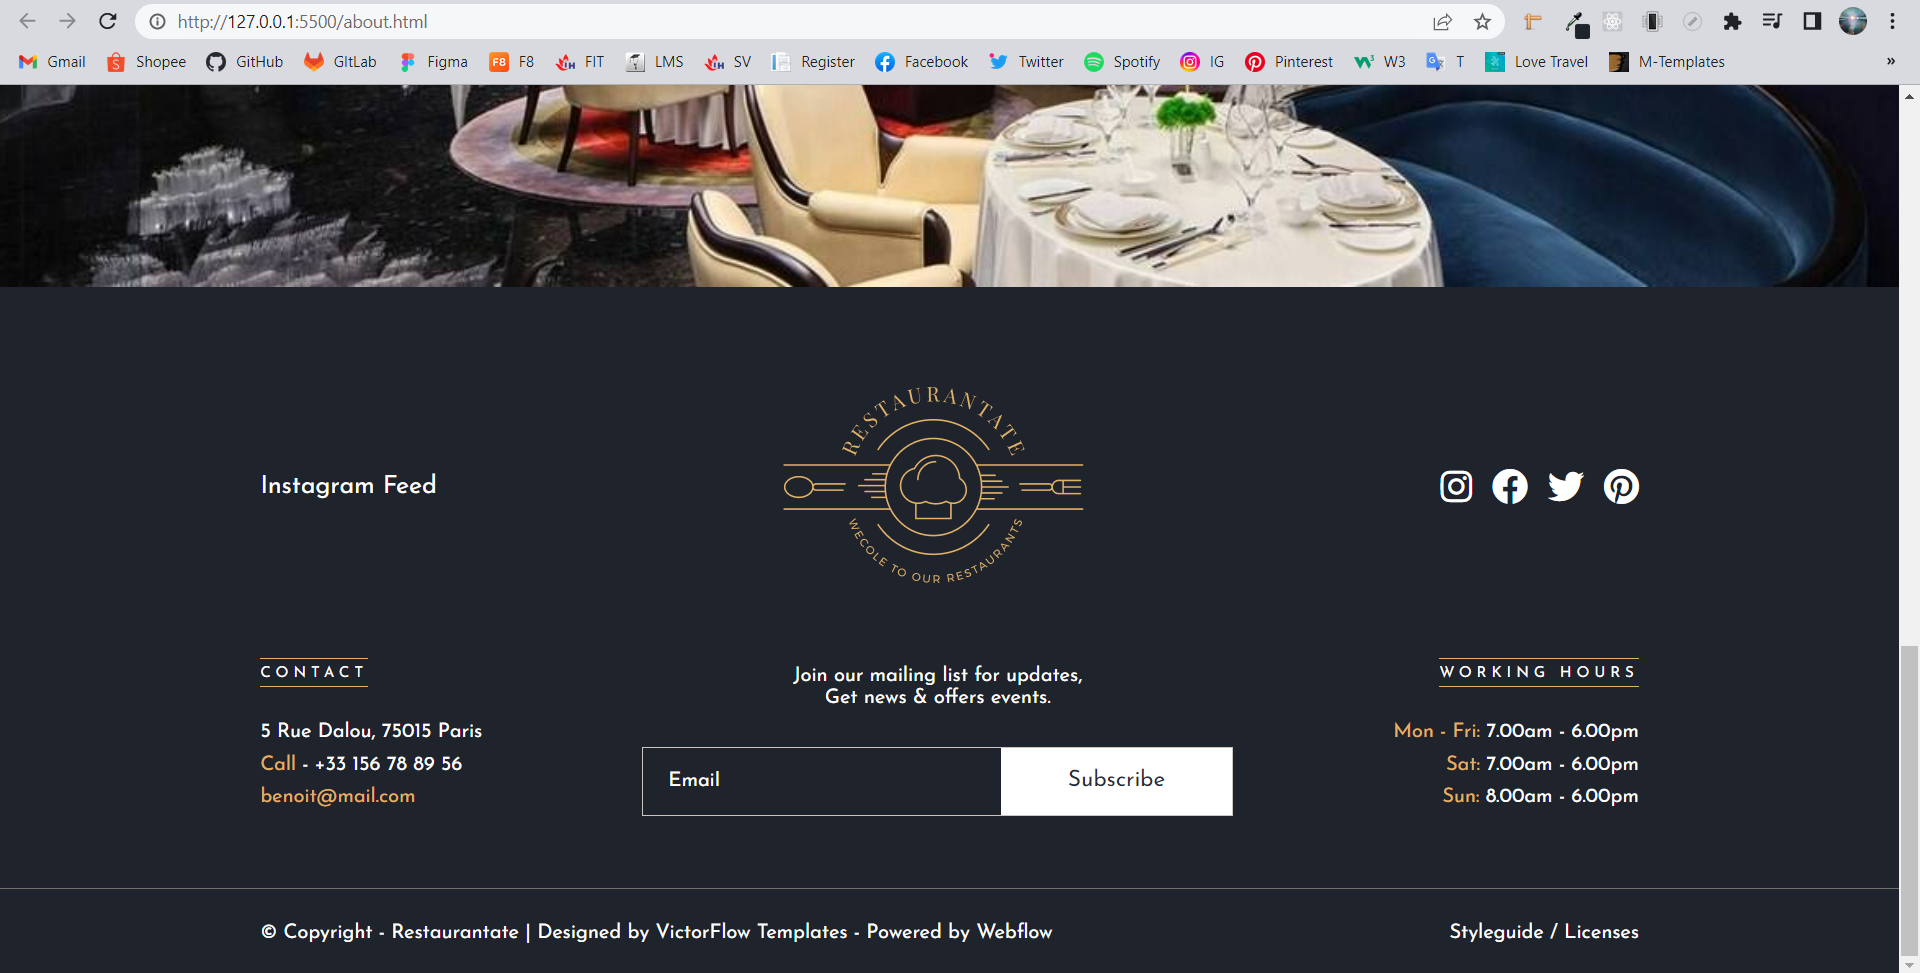 http://127.0.0.1:5500/about.html
Gmail Shopee GitHub GItLab Figma F8 F8 FIT LMS SV Register Facebook Twitter Spotify IG Pinterest W3 T Love Travel M-Templates »
RESTAURANTATE
WECOLE TO OUR RESTAURANTS
Instagram Feed
CONTACT
5 Rue Dalou, 75015 Paris
Call - +33 156 78 89 56
benoit@mail.com
Join our mailing list for updates,
Get news & offers events.
Email Subscribe
WORKING HOURS
Mon - Fri: 7.00am - 6.00pm
Sat: 7.00am - 6.00pm
Sun: 8.00am - 6.00pm
© Copyright - Restaurantate | Designed by VictorFlow Templates - Powered by Webflow
Styleguide / Licenses